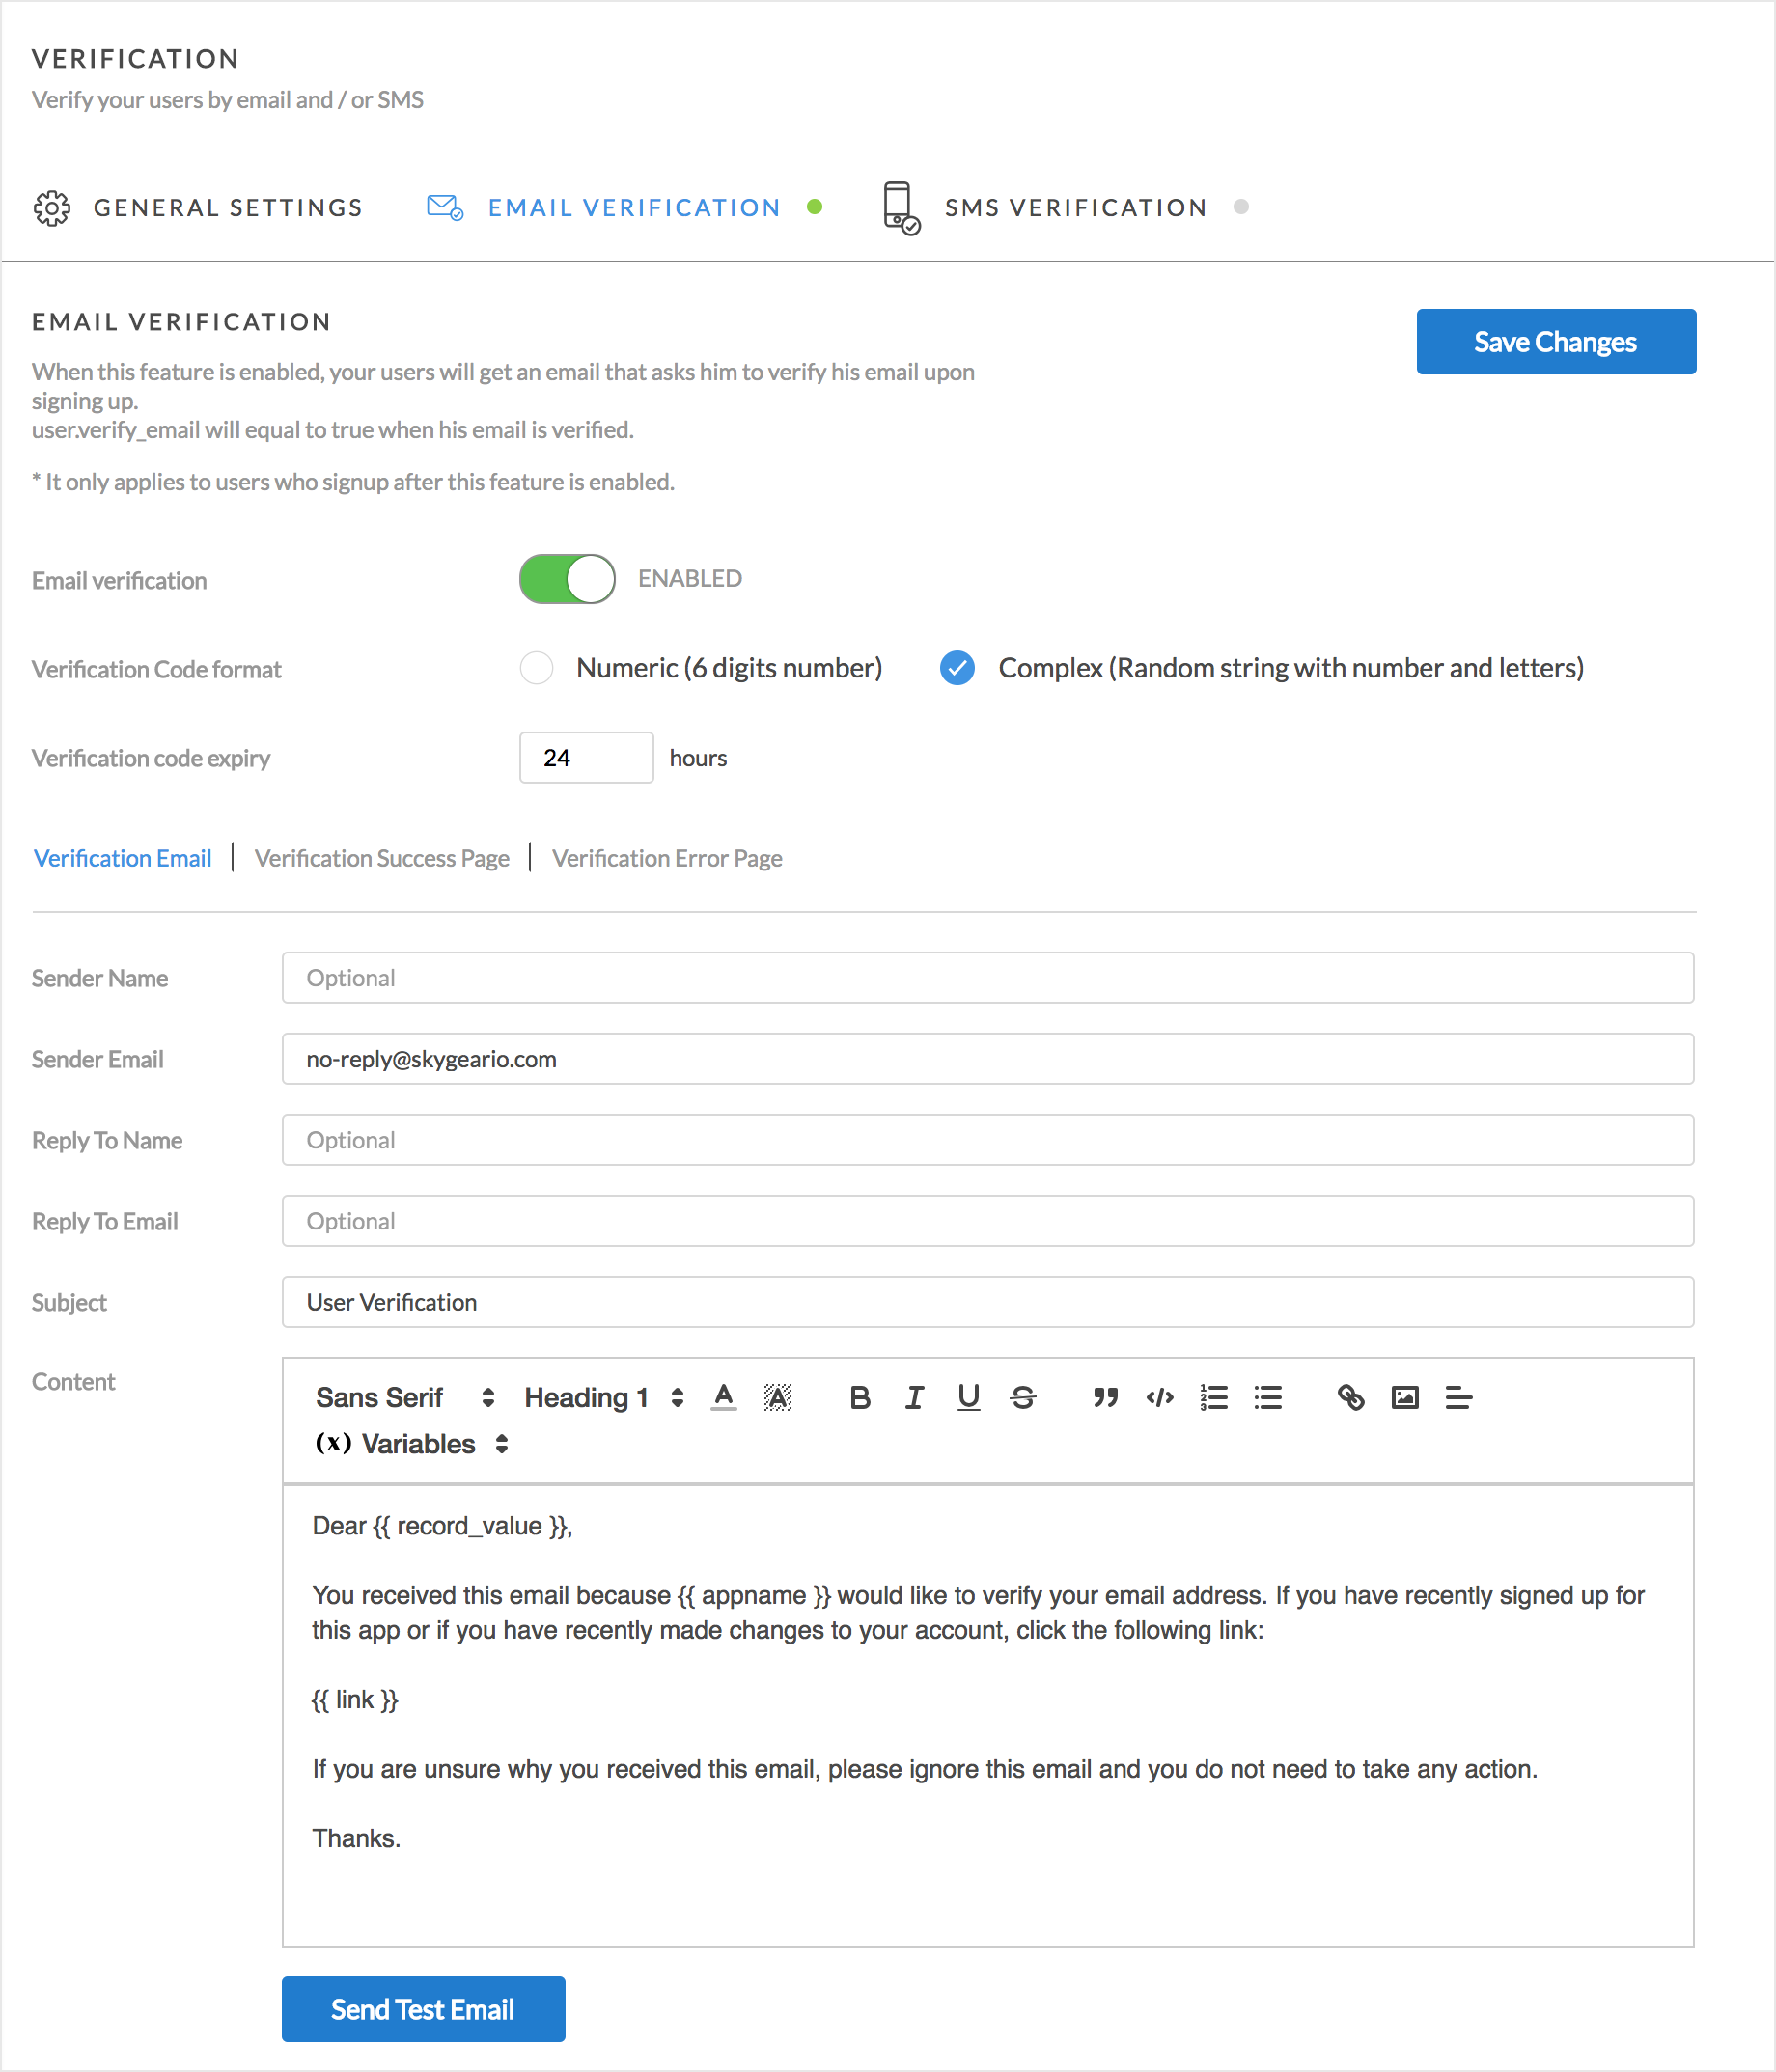 VERIFICATION
Verify your users by email and / or SMS
GENERAL SETTINGS
EMAIL VERIFICATION
SMS VERIFICATION
EMAIL VERIFICATION
Save Changes
When this feature is enabled, your users will get an email that asks him to verify his email upon
signing up.
user.verify_email will equal to true when his email is verified.
* It only applies to users who signup after this feature is enabled.
Email verification
ENABLED
Verification Code format
Numeric (6 digits number)
Complex (Random string with number and letters)
Verification code expiry
24
hours
Verification Email
Verification Success Page
Verification Error Page
Sender Name
Optional
Sender Email
no-reply@skygeario.com
Reply To Name
Optional
Reply To Email
Optional
Subject
User Verification
Content
Sans Serif
Heading 1
(x) Variables
Dear {{ record_value }},
You received this email because {{ appname }} would like to verify your email address. If you have recently signed up for
this app or if you have recently made changes to your account, click the following link:
{{ link }}
If you are unsure why you received this email, please ignore this email and you do not need to take any action.
Thanks.
Send Test Email